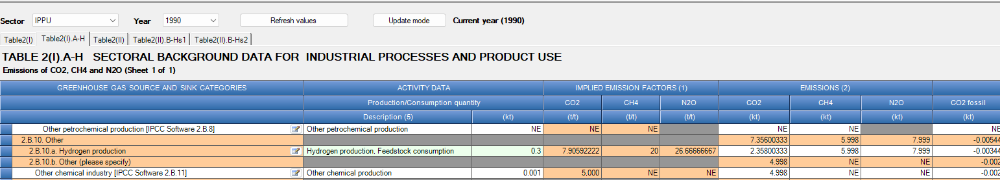 Sector IPPU Year 1990 Refresh values Update mode Current year (1990)
Table2(I) Table2(I).A-H Table2(II) Table2(II).B-Hs1 Table2(II).B-Hs2
TABLE 2(I).A-H SECTORAL BACKGROUND DATA FOR INDUSTRIAL PROCESSES AND PRODUCT USE
Emissions of CO2, CH4 and N2O (Sheet 1 of 1)
GREENHOUSE GAS SOURCE AND SINK CATEGORIES ACTIVITY DATA IMPLIED EMISSION FACTORS (1) EMISSIONS (2)
Production/Consumption quantity CO2 CH4 N2O CO2 CH4 N2O CO2 fossil
Description (5) (kt) (t/t) (t/t) (t/t) (kt) (kt) (kt) (kt)
Other petrochemical production [IPCC Software 2.B.8] Other petrochemical production NE NE NE NE NE NE
2.B.10. Other 7.35600333 5.998 7.999 -0.00544
2.B.10.a. Hydrogen production Hydrogen production, Feedstock consumption 0.3 7.90592222 20 26.66666667 2.35800333 5.998 7.999 -0.00344
2.B.10.b. Other (please specify) 4.998 NE NE -0.002
Other chemical industry [IPCC Software 2.B.11] Other chemical production 0.001 5,000 NE NE 4.998 NE NE -0.002